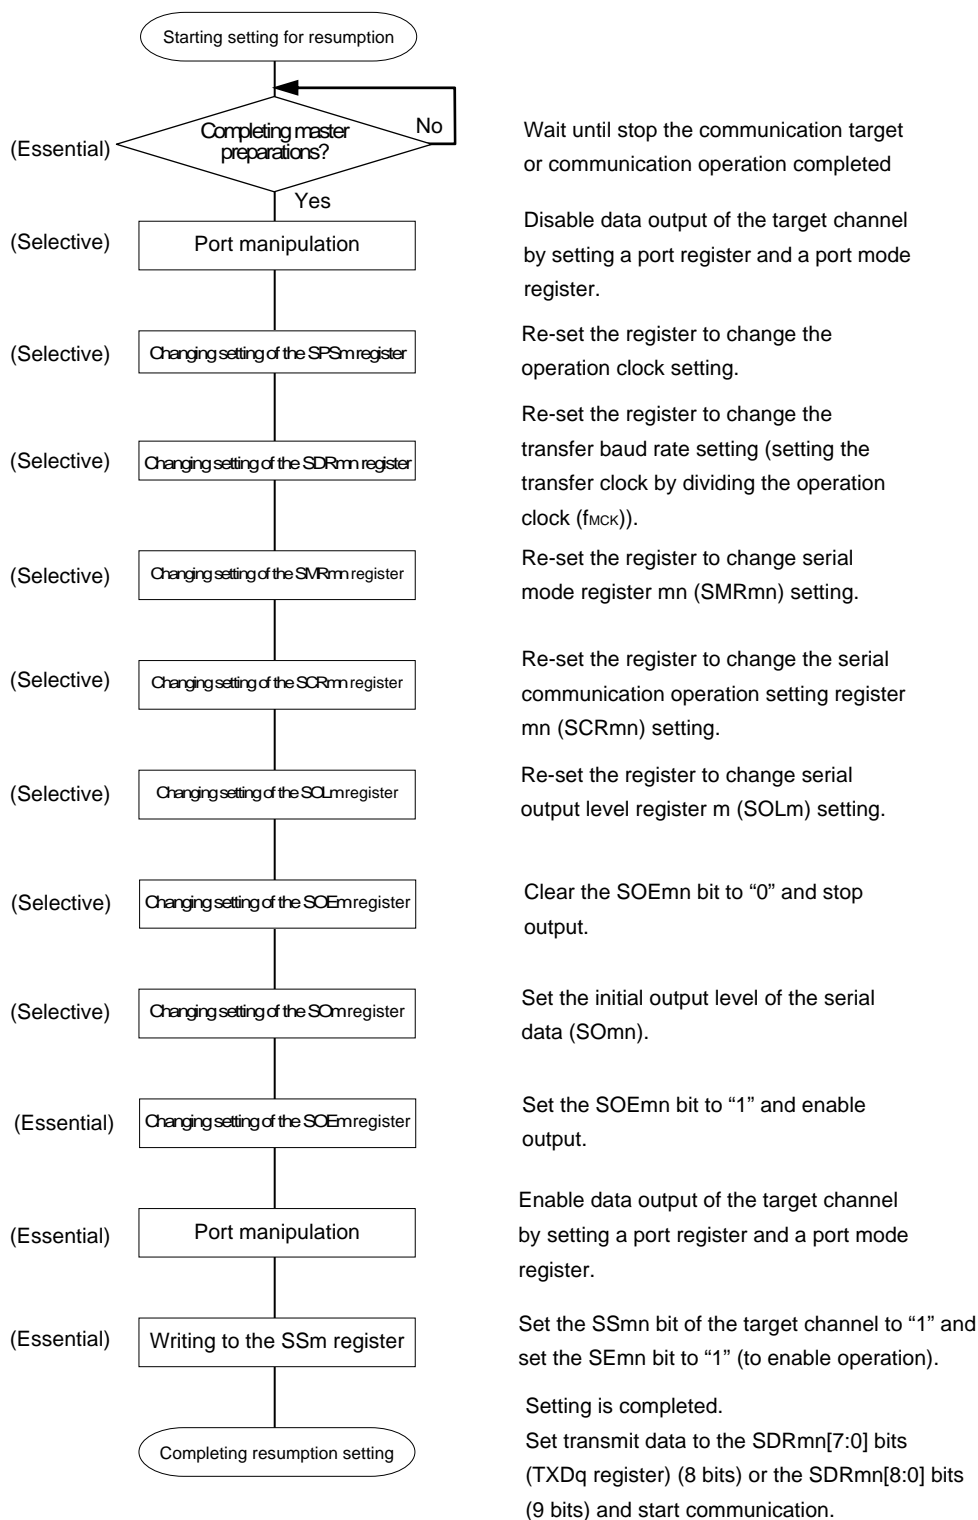 Starting setting for resumption
(Essential)
Completing master
preparations?
No
Yes
Wait until stop the communication target
or communication operation completed
(Selective)
Port manipulation
Disable data output of the target channel
by setting a port register and a port mode
register.
(Selective)
Changing setting of the SPSm register
Re-set the register to change the
operation clock setting.
(Selective)
Changing setting of the SDRmn register
Re-set the register to change the
transfer baud rate setting (setting the
transfer clock by dividing the operation
clock (fMCK)).
(Selective)
Changing setting of the SMRmn register
Re-set the register to change serial
mode register mn (SMRmn) setting.
(Selective)
Changing setting of the SCRmn register
Re-set the register to change the serial
communication operation setting register
mn (SCRmn) setting.
(Selective)
Changing setting of the SOLm register
Re-set the register to change serial
output level register m (SOLm) setting.
(Selective)
Changing setting of the SOEm register
Clear the SOEmn bit to “0” and stop
output.
(Selective)
Changing setting of the SOm register
Set the initial output level of the serial
data (SOmn).
(Essential)
Changing setting of the SOEm register
Set the SOEmn bit to “1” and enable
output.
(Essential)
Port manipulation
Enable data output of the target channel
by setting a port register and a port mode
register.
(Essential)
Writing to the SSm register
Set the SSmn bit of the target channel to “1” and
set the SEmn bit to “1” (to enable operation).
Completing resumption setting
Setting is completed.
Set transmit data to the SDRmn[7:0] bits
(TXDq register) (8 bits) or the SDRmn[8:0] bits
(9 bits) and start communication.